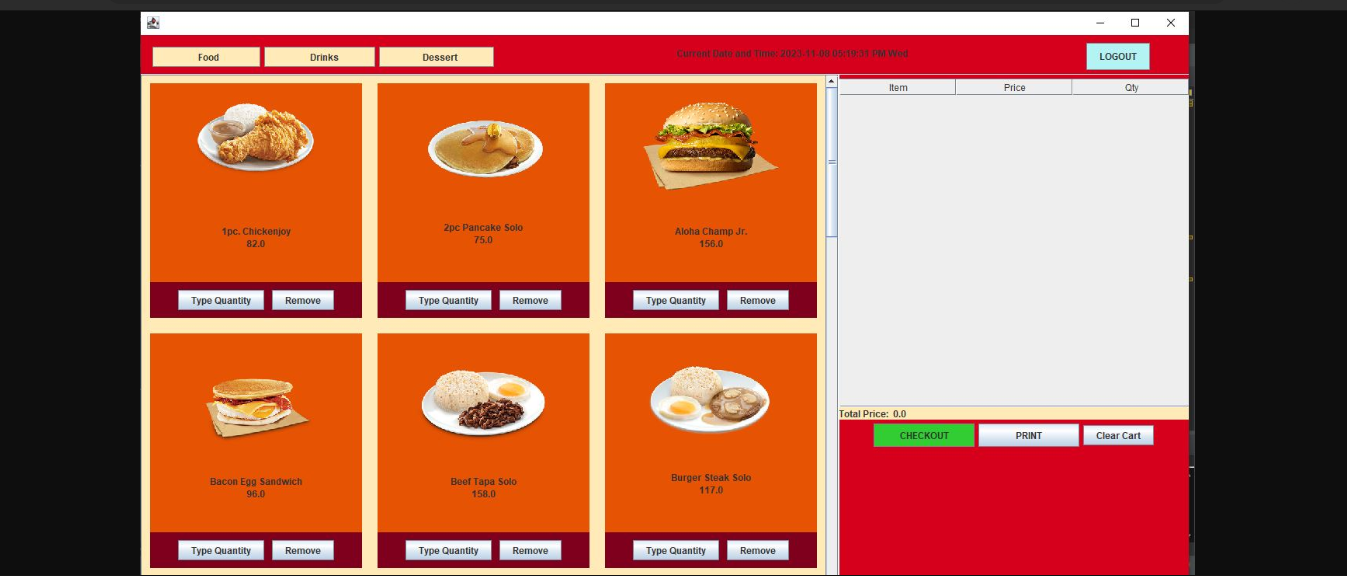 Food Drinks Dessert Current Date and Time: 2023-11-08 05:19:31 PM Wed LOGOUT
Item Price Qty
1pc. Chickenjoy
82.0
Type Quantity Remove
2pc Pancake Solo
75.0
Type Quantity Remove
Aloha Champ Jr.
156.0
Type Quantity Remove
Bacon Egg Sandwich
96.0
Type Quantity Remove
Beef Tapa Solo
158.0
Type Quantity Remove
Burger Steak Solo
117.0
Type Quantity Remove
Total Price: 0.0
CHECKOUT PRINT Clear Cart